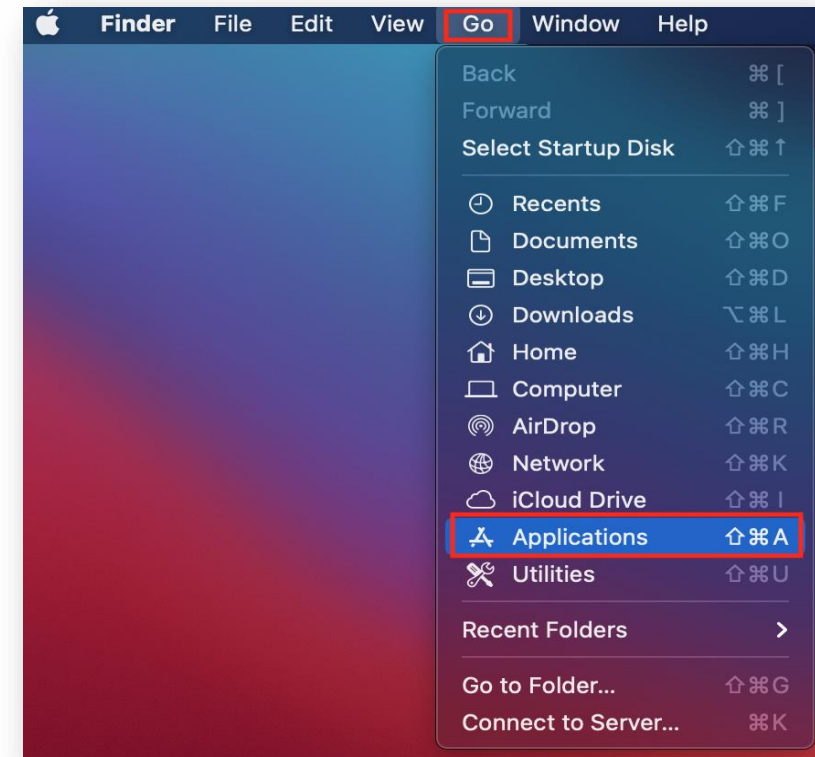 Finder File Edit View Go Window Help
Back ⌘ [
Forward ⌘ ]
Select Startup Disk ⇧⌘↑
Recents ⇧⌘F
Documents ⇧⌘O
Desktop ⇧⌘D
Downloads ⌥⌘L
Home ⇧⌘H
Computer ⇧⌘C
AirDrop ⇧⌘R
Network ⇧⌘K
iCloud Drive ⇧⌘I
Applications ⇧⌘A
Utilities ⇧⌘U
Recent Folders
Go to Folder... ⇧⌘G
Connect to Server... ⌘K